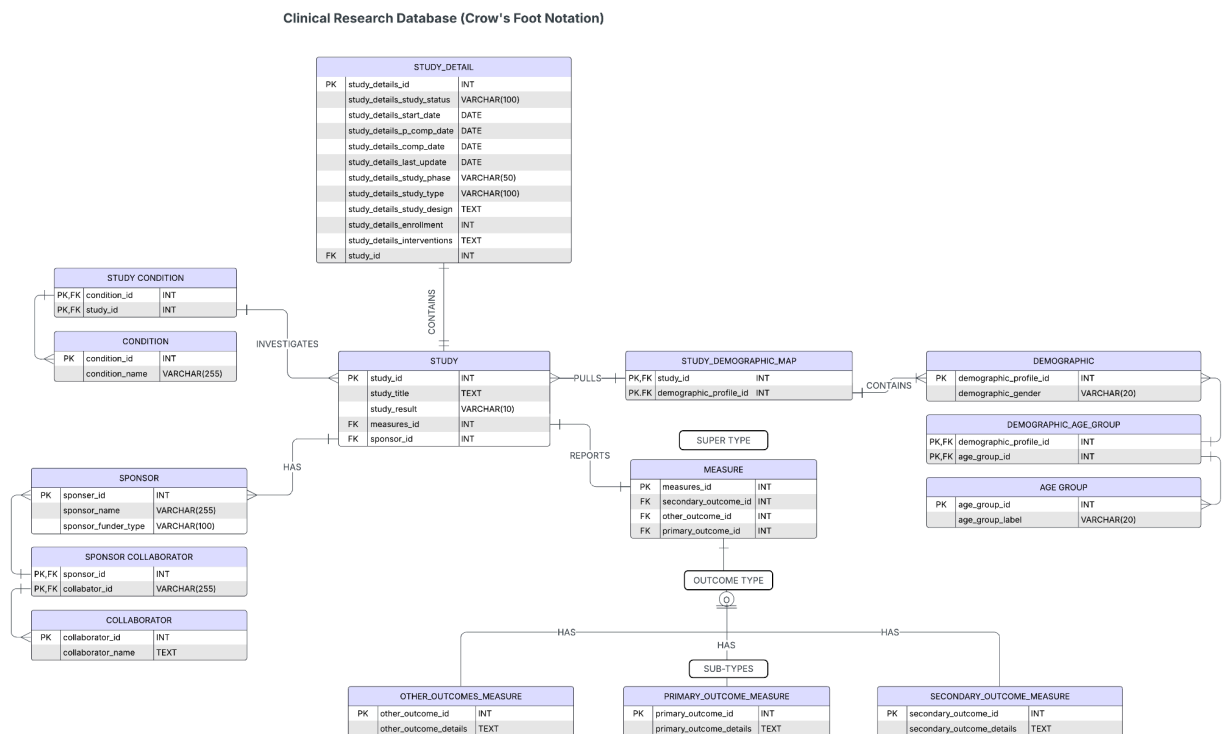 Clinical Research Database (Crow's Foot Notation)
STUDY_DETAIL
PK study_details_id INT
study_details_study_status VARCHAR(100)
study_details_start_date DATE
study_details_p_comp_date DATE
study_details_comp_date DATE
study_details_last_update DATE
study_details_study_phase VARCHAR(50)
study_details_study_type VARCHAR(100)
study_details_study_design TEXT
study_details_enrollment INT
study_details_interventions TEXT
FK study_id INT
CONTAINS
STUDY CONDITION
PK,FK condition_id INT
PK,FK study_id INT
CONDITION
PK condition_id INT
condition_name VARCHAR(255)
INVESTIGATES
STUDY
PK study_id INT
study_title TEXT
study_result VARCHAR(10)
FK measures_id INT
FK sponsor_id INT
PULLS
STUDY_DEMOGRAPHIC_MAP
PK,FK study_id INT
PK.FK demographic_profile_id INT
CONTAINS
DEMOGRAPHIC
PK demographic_profile_id INT
demographic_gender VARCHAR(20)
DEMOGRAPHIC_AGE_GROUP
PK,FK demographic_profile_id INT
PK,FK age_group_id INT
AGE GROUP
PK age_group_id INT
age_group_label VARCHAR(20)
HAS
SPONSOR
PK sponser_id INT
sponsor_name VARCHAR(255)
sponsor_funder_type VARCHAR(100)
SPONSOR COLLABORATOR
PK,FK sponsor_id INT
PK,FK collabator_id VARCHAR(255)
COLLABORATOR
PK collaborator_id INT
collaborator_name TEXT
REPORTS
SUPER TYPE
MEASURE
PK measures_id INT
FK secondary_outcome_id INT
FK other_outcome_id INT
FK primary_outcome_id INT
OUTCOME TYPE
O
HAS
HAS
HAS
SUB-TYPES
OTHER_OUTCOMES_MEASURE
PK other_outcome_id INT
other_outcome_details TEXT
PRIMARY_OUTCOME_MEASURE
PK primary_outcome_id INT
primary_outcome_details TEXT
SECONDARY_OUTCOME_MEASURE
PK secondary_outcome_id INT
secondary_outcome_details TEXT